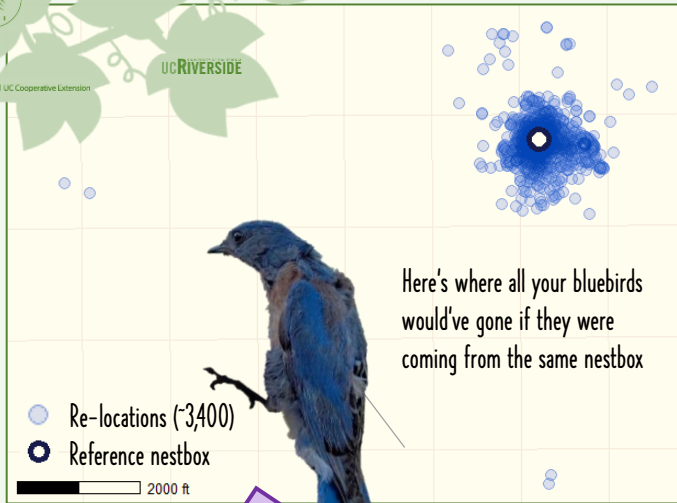 UCRIVERSIDE
UC Cooperative Extension
Here's where all your bluebirds
would've gone if they were
coming from the same nestbox
Re-locations (~3,400)
Reference nestbox
2000 ft